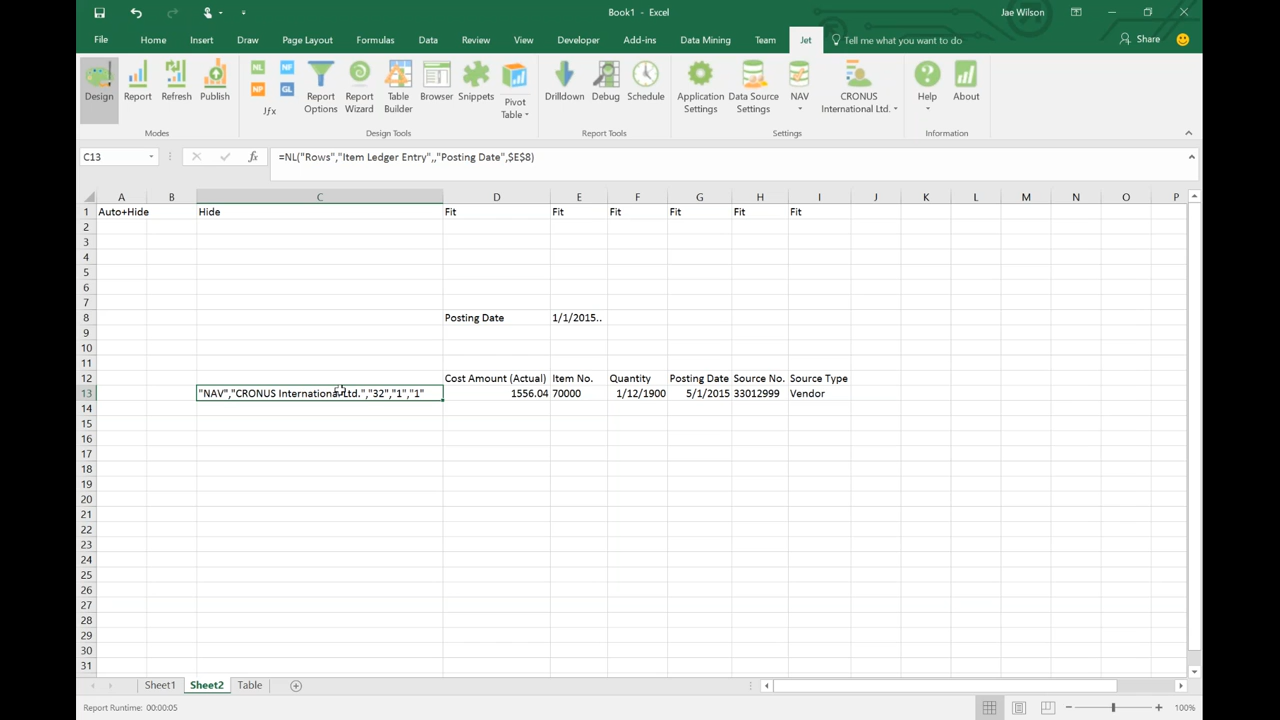 Book1 - Excel
Jae Wilson
File Home Insert Draw Page Layout Formulas Data Review View Developer Add-ins Data Mining Team Jet Tell me what you want to do Share
Design Report Refresh Publish
NL NF NP GL
ƒx
Report Options
Report Wizard
Table Builder
Browser
Snippets
Pivot Table
Drilldown
Debug
Schedule
Application Settings
Data Source Settings
NAV
CRONUS International Ltd.
Help
About
Modes Design Tools Report Tools Settings Information
C13 fx =NL("Rows","Item Ledger Entry",,"Posting Date",$E$8)
A B C D E F G H I J K L M N O P
1 Auto+Hide Hide Fit Fit Fit Fit Fit Fit
2
3
4
5
6
7
8 Posting Date 1/1/2015..
9
10
11
12 Cost Amount (Actual) Item No. Quantity Posting Date Source No. Source Type
13 "NAV","CRONUS International Ltd.","32","1","1" 1556.04 70000 1/12/1900 5/1/2015 33012999 Vendor
14
15
16
17
18
19
20
21
22
23
24
25
26
27
28
29
30
31
Sheet1 Sheet2 Table
Report Runtime: 00:00:05 100%